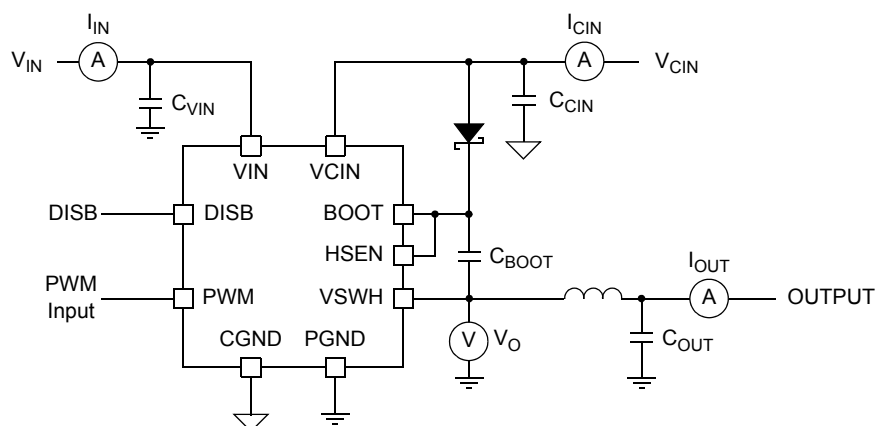 I_IN
I_CIN
V_IN
A
A
V_CIN
C_VIN
C_CIN
VIN
VCIN
DISB
DISB
BOOT
HSEN
C_BOOT
I_OUT
PWM
Input
PWM
VSWH
A
OUTPUT
CGND
PGND
V
V_O
C_OUT